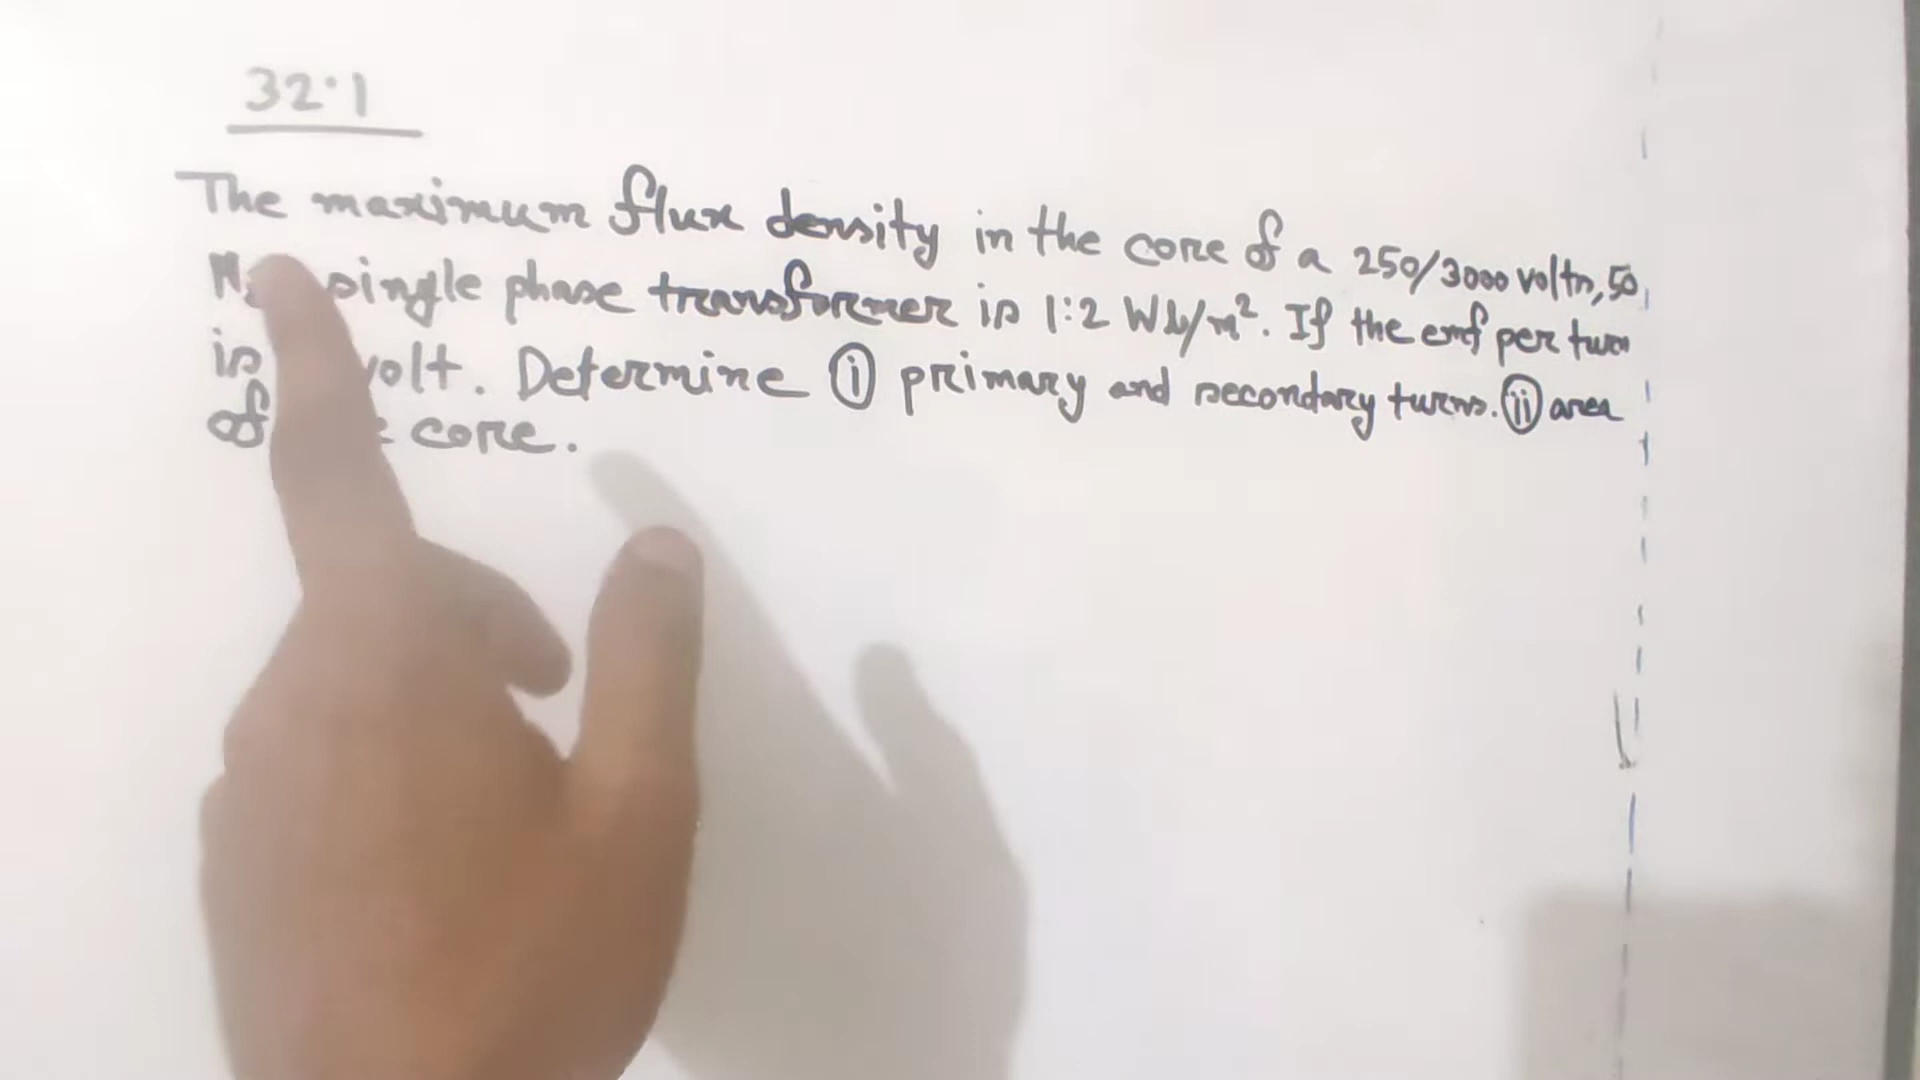 32.1
The maximum flux density in the core of a 250/3000 volts, 50
single phase transformer is 1:2 Wb/m². If the emf per turn
is volt. Determine (i) primary and secondary turns. (ii) area
of core.